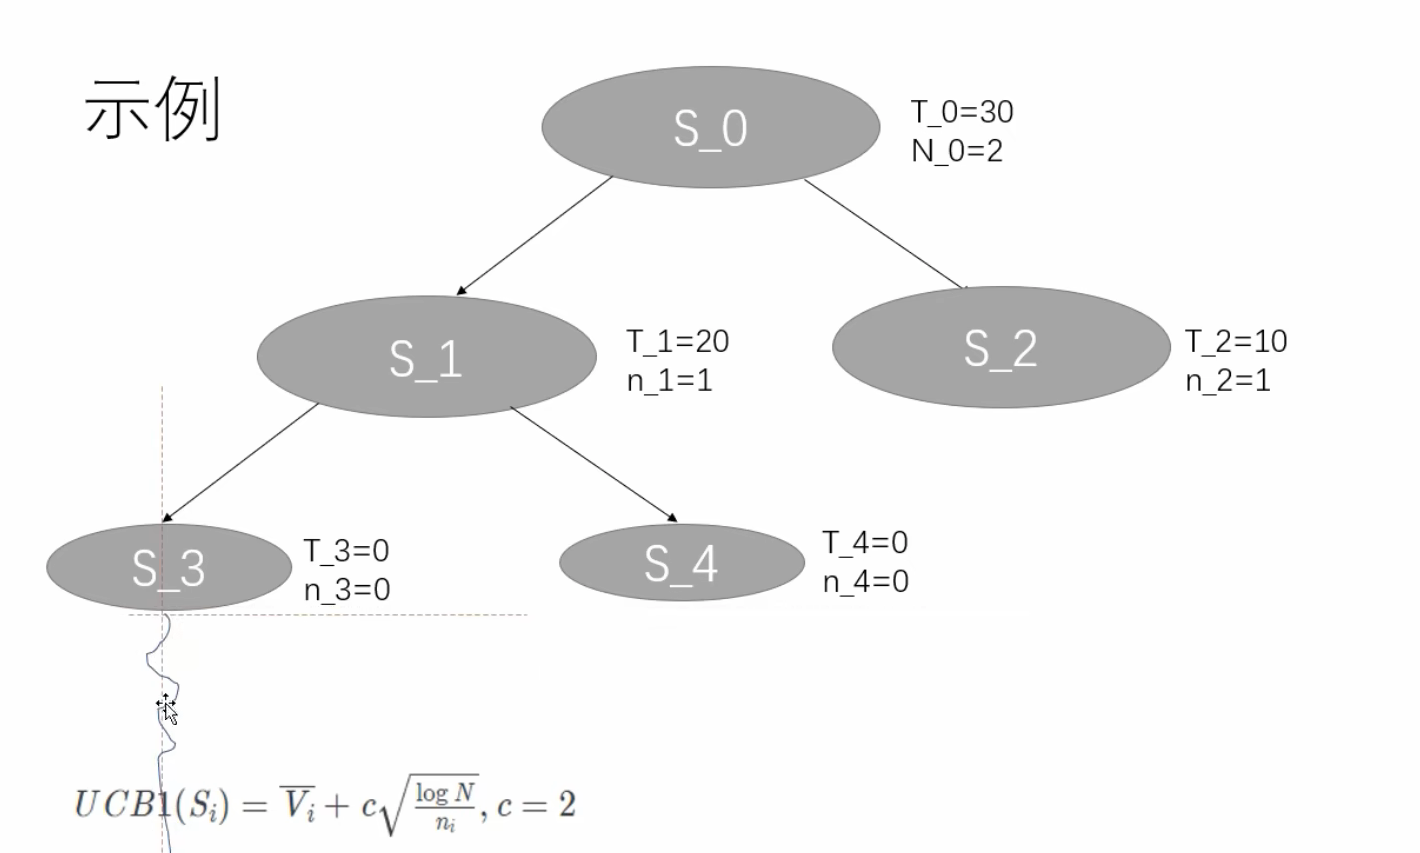 示例
S_0
T_0=30
N_0=2
S_1
T_1=20
n_1=1
S_2
T_2=10
n_2=1
S_3
T_3=0
n_3=0
S_4
T_4=0
n_4=0
UCB1(S_i) = \overline{V_i} + c\sqrt{\frac{\log N}{n_i}}, c = 2